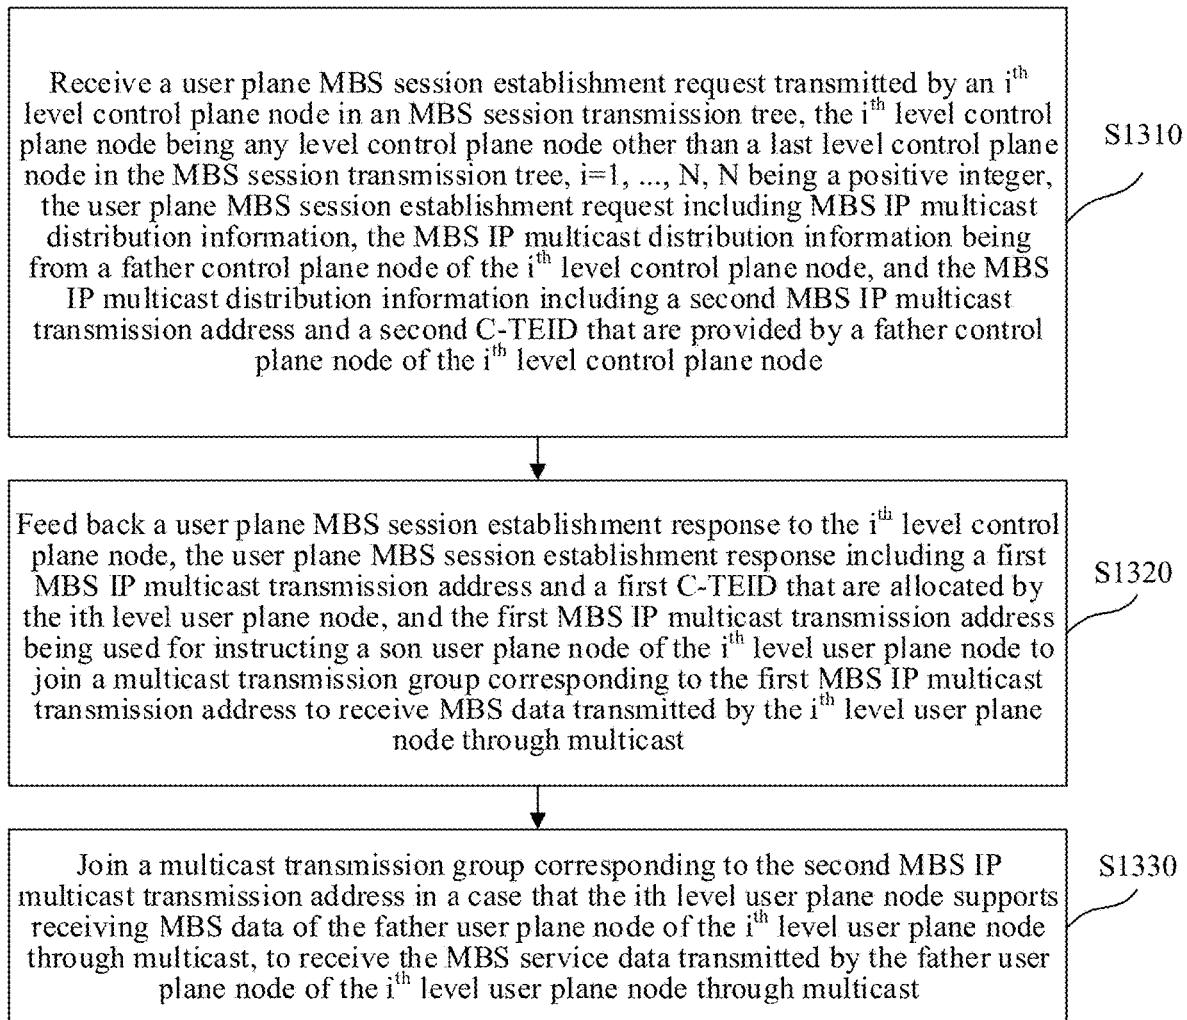 Receive a user plane MBS session establishment request transmitted by an i^th
level control plane node in an MBS session transmission tree, the i^th level control
plane node being any level control plane node other than a last level control plane
node in the MBS session transmission tree, i=1, ..., N, N being a positive integer,
the user plane MBS session establishment request including MBS IP multicast
distribution information, the MBS IP multicast distribution information being
from a father control plane node of the i^th level control plane node, and the MBS
IP multicast distribution information including a second MBS IP multicast
transmission address and a second C-TEID that are provided by a father control
plane node of the i^th level control plane node
S1310
Feed back a user plane MBS session establishment response to the i^th level control
plane node, the user plane MBS session establishment response including a first
MBS IP multicast transmission address and a first C-TEID that are allocated by
the ith level user plane node, and the first MBS IP multicast transmission address
being used for instructing a son user plane node of the i^th level user plane node to
join a multicast transmission group corresponding to the first MBS IP multicast
transmission address to receive MBS data transmitted by the i^th level user plane
node through multicast
S1320
Join a multicast transmission group corresponding to the second MBS IP
multicast transmission address in a case that the ith level user plane node supports
receiving MBS data of the father user plane node of the i^th level user plane node
through multicast, to receive the MBS service data transmitted by the father user
plane node of the i^th level user plane node through multicast
S1330